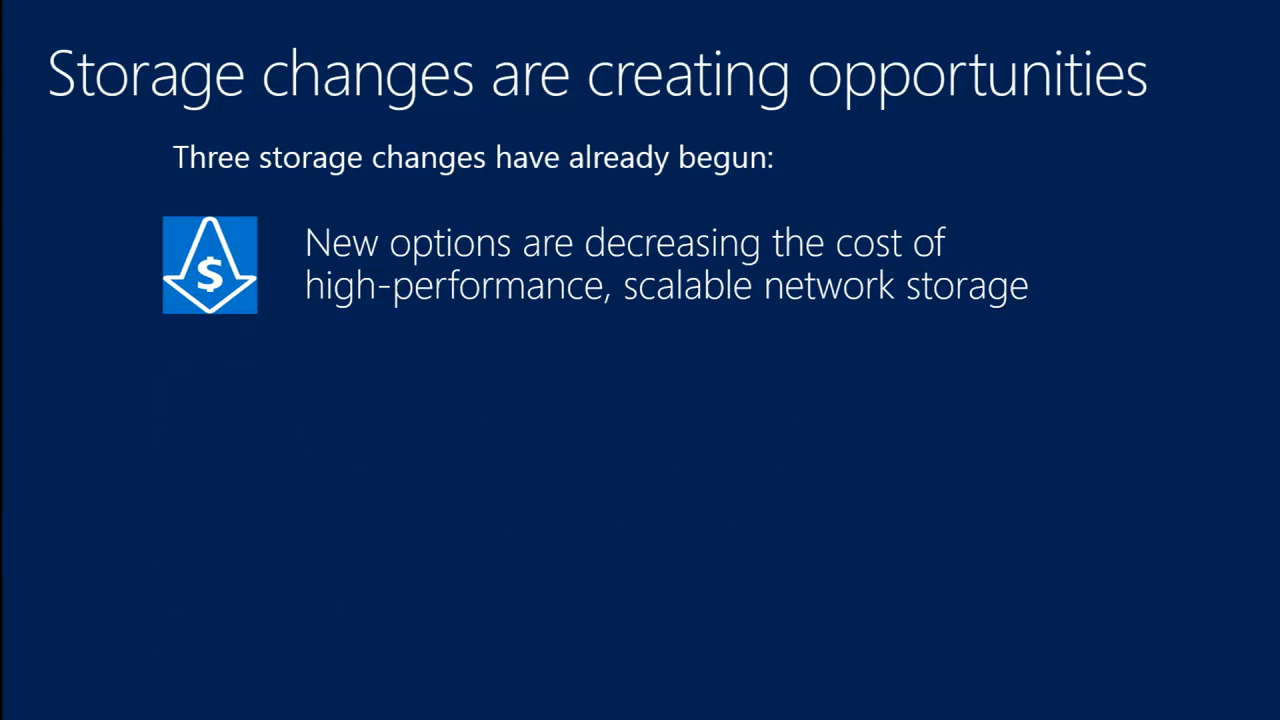 Storage changes are creating opportunities
Three storage changes have already begun:
$
New options are decreasing the cost of
high-performance, scalable network storage